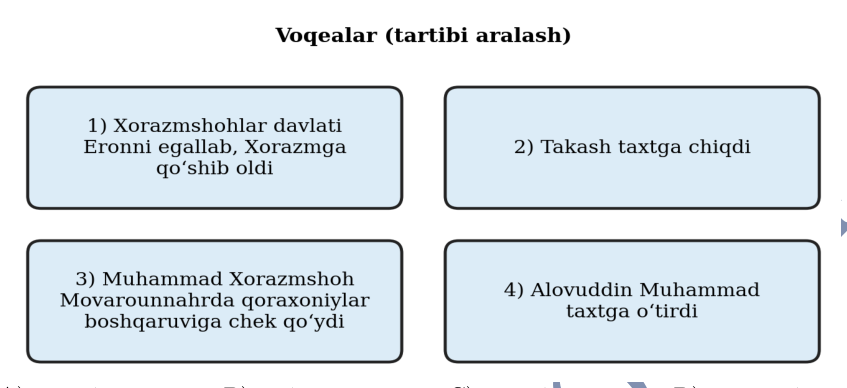 Voqealar (tartibi aralash)
1) Xorazmshohlar davlati
Eronni egallab, Xorazmga
qo‘shib oldi
2) Takash taxtga chiqdi
3) Muhammad Xorazmshoh
Movarounnahrda qoraxoniylar
boshqaruviga chek qo‘ydi
4) Alovuddin Muhammad
taxtga o‘tirdi